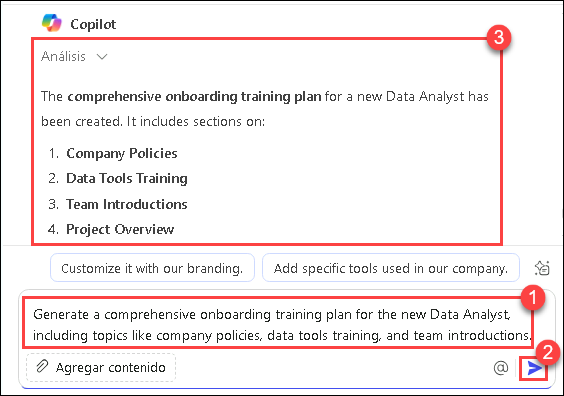 Copilot
3
Análisis
The comprehensive onboarding training plan for a new Data Analyst has
been created. It includes sections on:
1. Company Policies
2. Data Tools Training
3. Team Introductions
4. Project Overview
Customize it with our branding.
Add specific tools used in our company.
1
Generate a comprehensive onboarding training plan for the new Data Analyst,
including topics like company policies, data tools training, and team introductions.
2
Agregar contenido
@